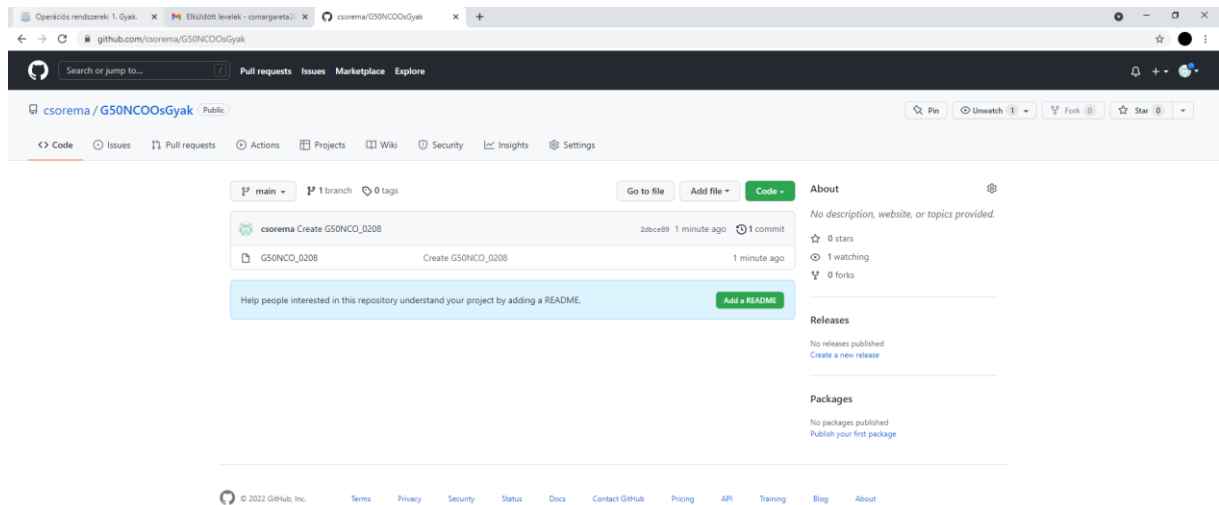 Operációs rendszerek: 1. Gyak. Elküldött levelek - csmargareta20 csorema/G50NCOOsGyak
github.com/csorema/G50NCOOsGyak
Search or jump to... / Pull requests Issues Marketplace Explore
csorema / G50NCOOsGyak Public Pin Unwatch 1 Fork 0 Star 0
Code Issues Pull requests Actions Projects Wiki Security Insights Settings
main 1 branch 0 tags Go to file Add file Code About
No description, website, or topics provided.
csorema Create G50NCO_0208 2dbce89 1 minute ago 1 commit
0 stars
G50NCO_0208 Create G50NCO_0208 1 minute ago
1 watching
0 forks
Help people interested in this repository understand your project by adding a README. Add a README
Releases
No releases published
Create a new release
Packages
No packages published
Publish your first package
© 2022 GitHub, Inc. Terms Privacy Security Status Docs Contact GitHub Pricing API Training Blog About